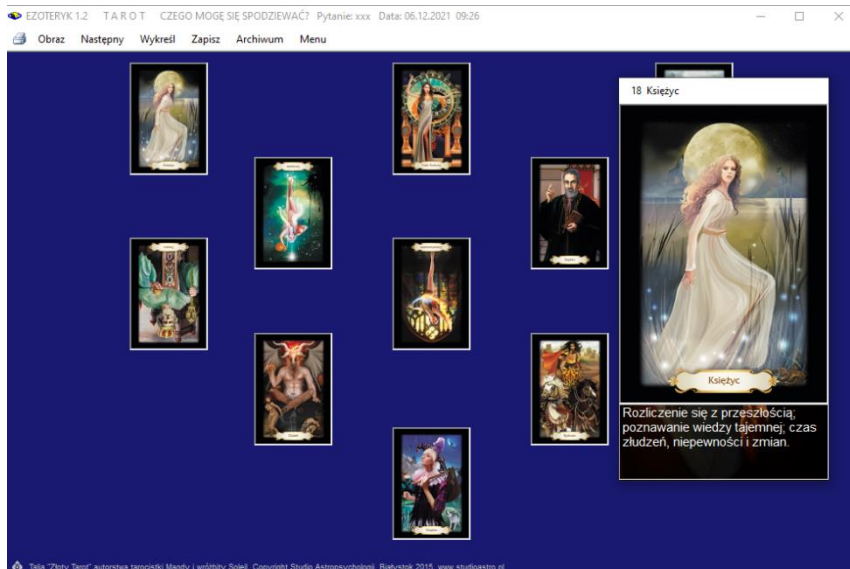 EZOTERYK 1.2 T A R O T CZEGO MOGĘ SIĘ SPODZIEWAĆ? Pytanie: xxx Data: 06.12.2021 09:26
Obraz Następny Wykreśl Zapisz Archiwum Menu
18 Księżyc
Księżyc
Rozliczenie się z przeszłością;
poznawanie wiedzy tajemnej; czas
złudzeń, niepewności i zmian.
Talia "Złoty Tarot" autorstwa tarocistki Magdy i wróżbity Soleil. Copyright Studio Astropsychologii, Białystok 2015, www.studioastro.pl